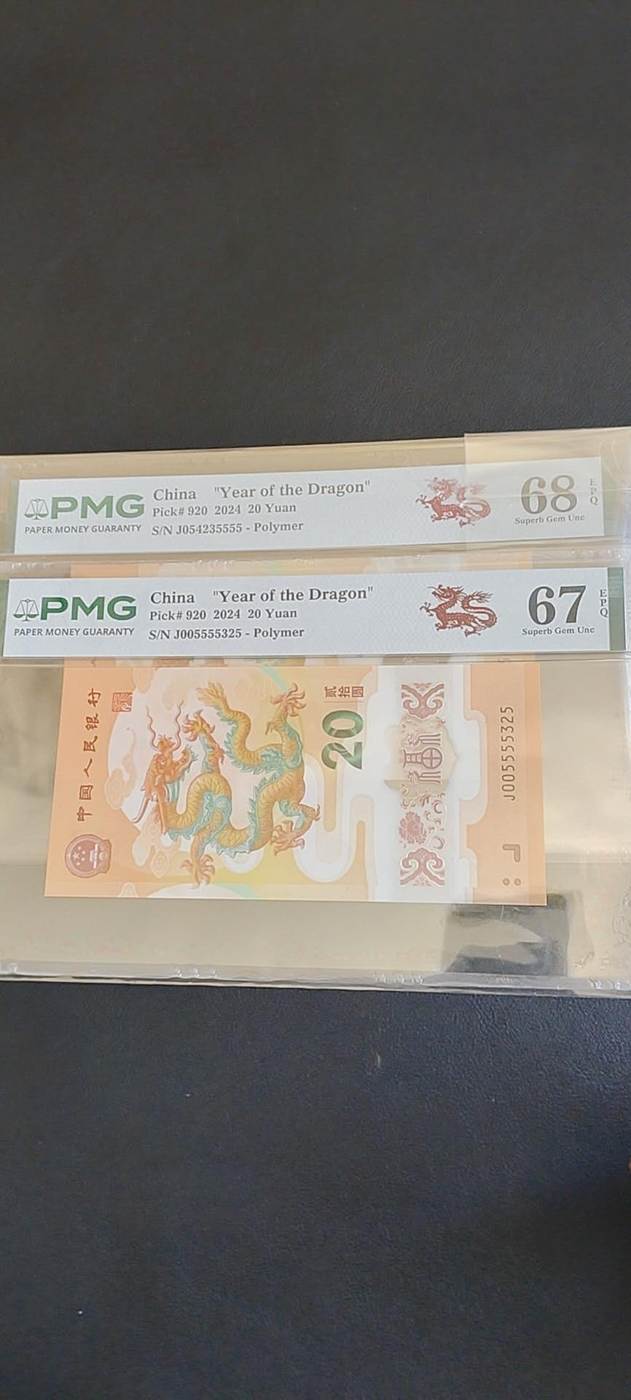 PMG
PAPER MONEY GUARANTY
China "Year of the Dragon"
Pick# 920 2024 20 Yuan
S/N J054235555 - Polymer
68
Superb Gem Unc
EPQ
PMG
PAPER MONEY GUARANTY
China "Year of the Dragon"
Pick# 920 2024 20 Yuan
S/N J005555325 - Polymer
67
Superb Gem Unc
EPQ
中国人民银行
贰拾圆
20
J005555325